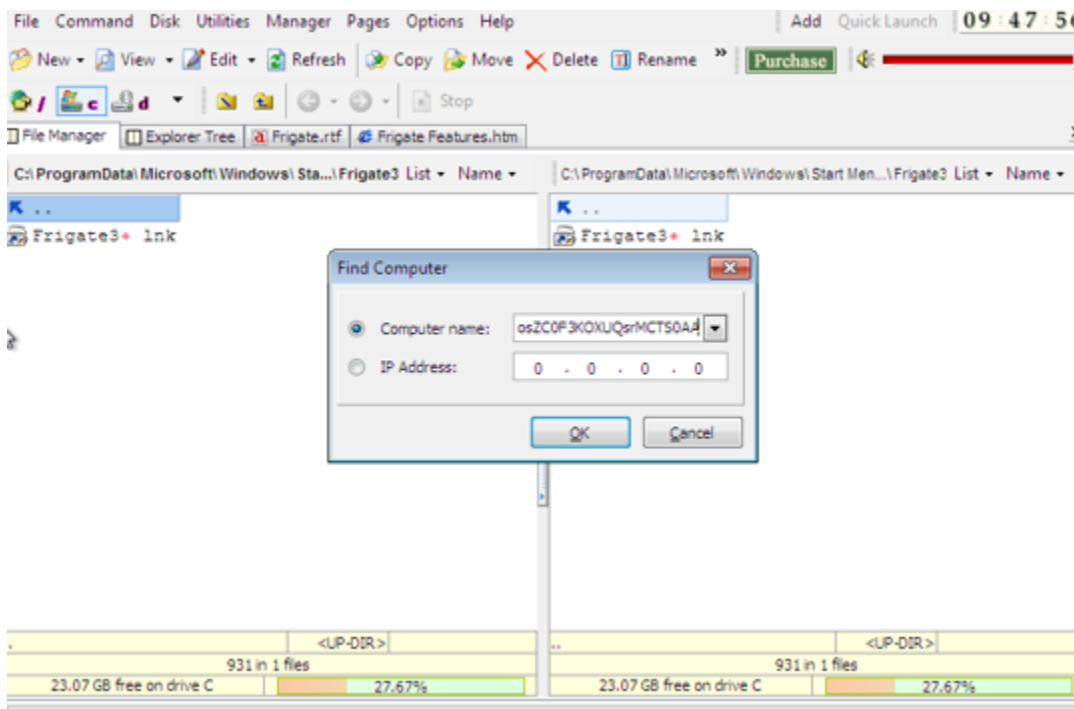 File Command Disk Utilities Manager Pages Options Help Add Quick Launch 09:47:56
New View Edit Refresh Copy Move Delete Rename » Purchase
/ c d Stop
File Manager Explorer Tree Frigate.rtf Frigate Features.htm
C:\ProgramData\Microsoft\Windows\Sta...\Frigate3 List Name C:\ProgramData\Microsoft\Windows\Start Men...\Frigate3 List Name
.. ..
Frigate3* lnk Frigate3* lnk
Find Computer
Computer name: osZC0F3KOXUQsrMCTS0AA
IP Address: 0 . 0 . 0 . 0
OK Cancel
. <UP-DIR> .. <UP-DIR>
931 in 1 files 931 in 1 files
23.07 GB free on drive C 27.67% 23.07 GB free on drive C 27.67%